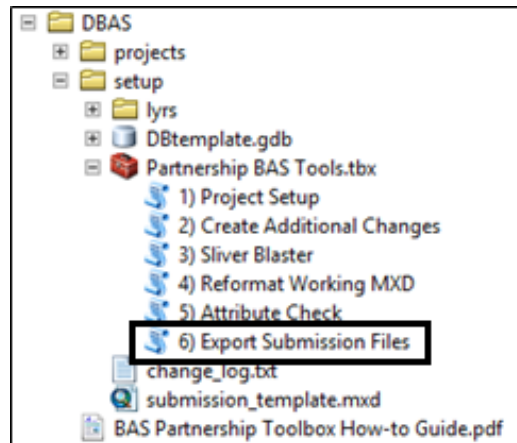 DBAS
projects
setup
lyrs
DBtemplate.gdb
Partnership BAS Tools.tbx
1) Project Setup
2) Create Additional Changes
3) Sliver Blaster
4) Reformat Working MXD
5) Attribute Check
6) Export Submission Files
change_log.txt
submission_template.mxd
BAS Partnership Toolbox How-to Guide.pdf